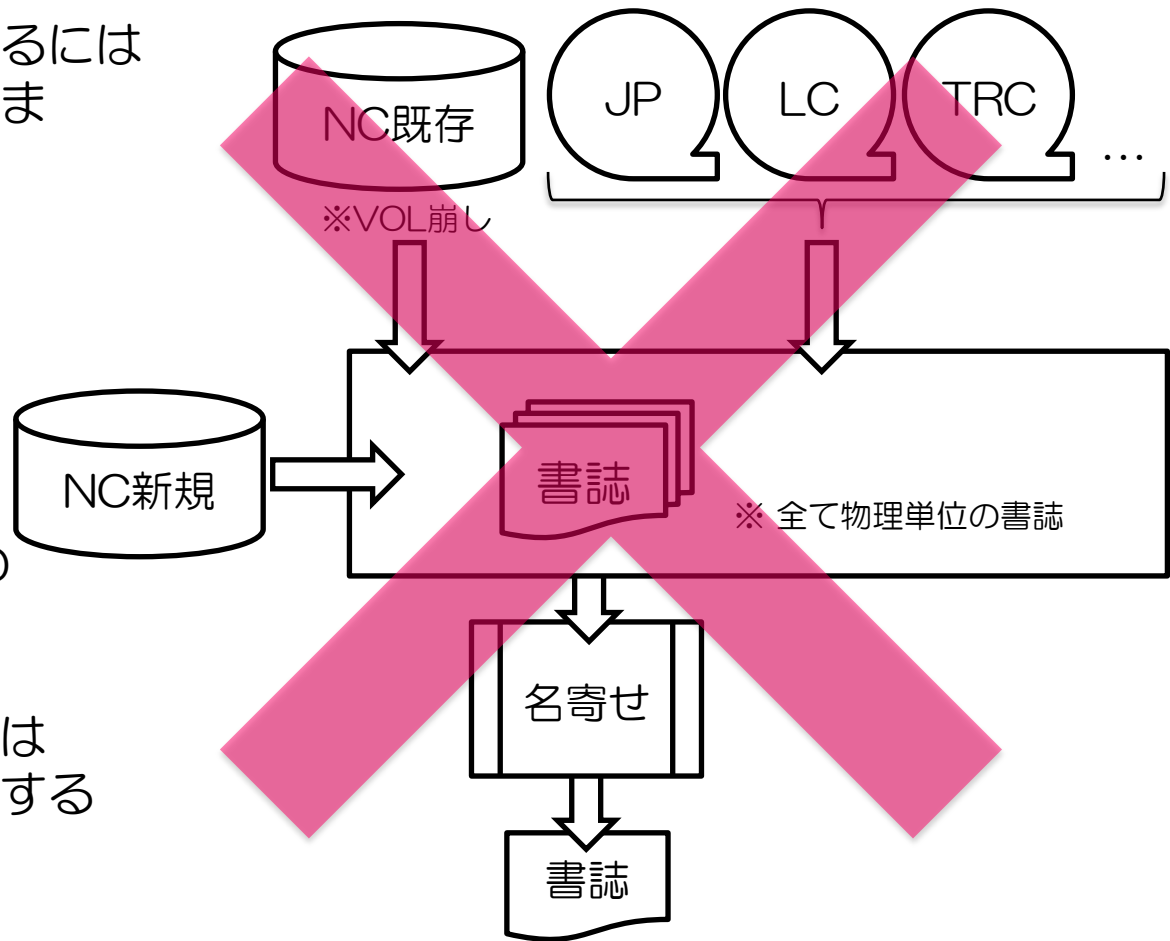 るには
ま
NC既存
JP
LC
TRC
…
※VOL崩し
NC新規
書誌
※ 全て物理単位の書誌
の
名寄せ
は
する
書誌